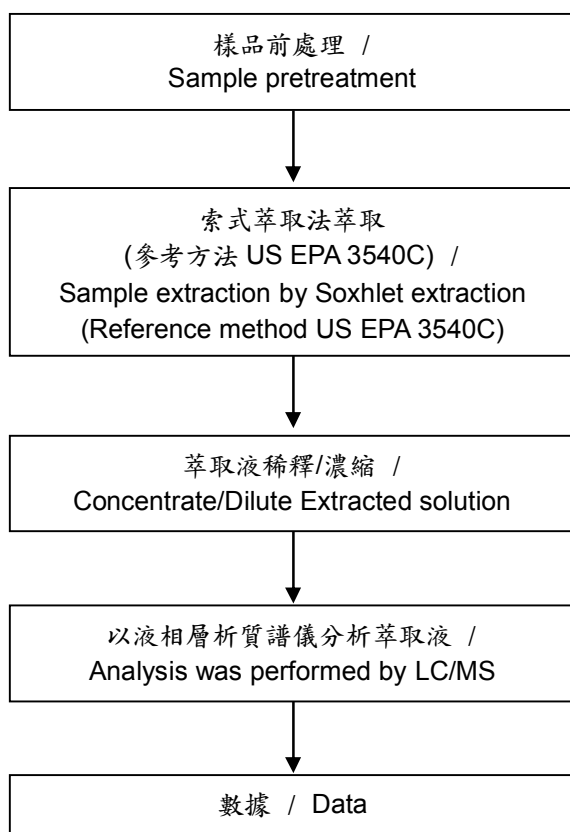 樣品前處理 /
Sample pretreatment
索式萃取法萃取
(參考方法 US EPA 3540C) /
Sample extraction by Soxhlet extraction
(Reference method US EPA 3540C)
萃取液稀釋/濃縮 /
Concentrate/Dilute Extracted solution
以液相層析質譜儀分析萃取液 /
Analysis was performed by LC/MS
數據 / Data